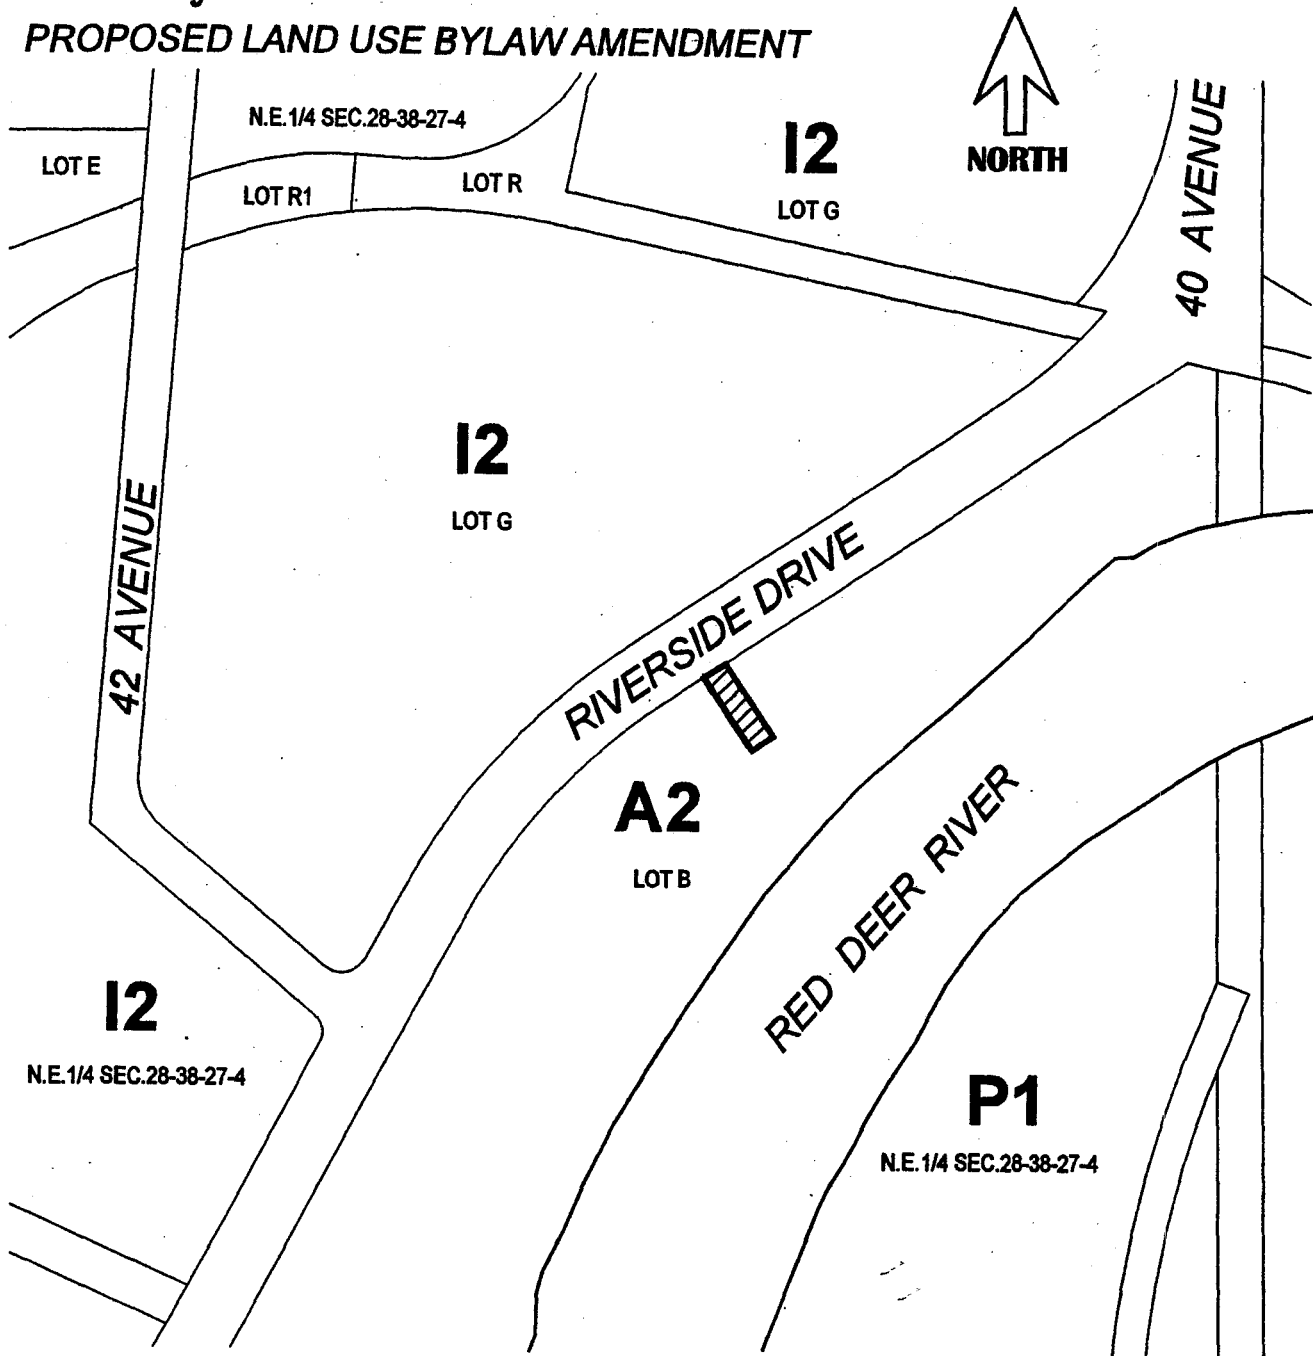 PROPOSED LAND USE BYLAW AMENDMENT
N.E.1/4 SEC.28-38-27-4
LOT E
LOT R1
LOT R
I2
LOT G
NORTH
40 AVENUE
I2
LOT G
42 AVENUE
RIVERSIDE DRIVE
A2
LOT B
RED DEER RIVER
I2
N.E.1/4 SEC.28-38-27-4
P1
N.E.1/4 SEC.28-38-27-4